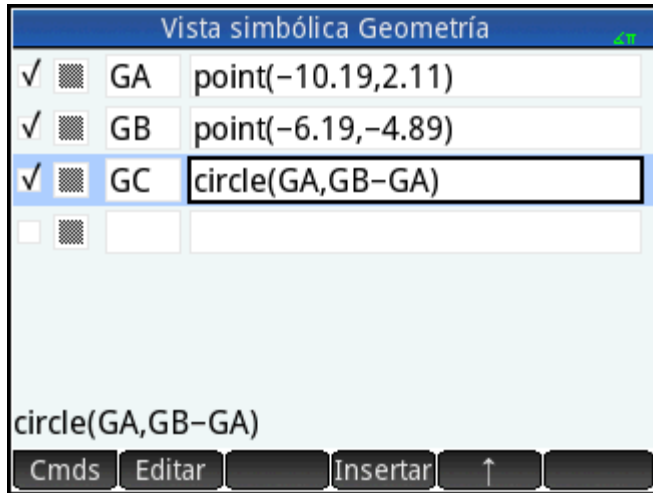 Vista simbólica Geometría ∡π
√ GA point(−10.19,2.11)
√ GB point(−6.19,−4.89)
√ GC circle(GA,GB−GA)
circle(GA,GB−GA)
Cmds Editar Insertar ↑